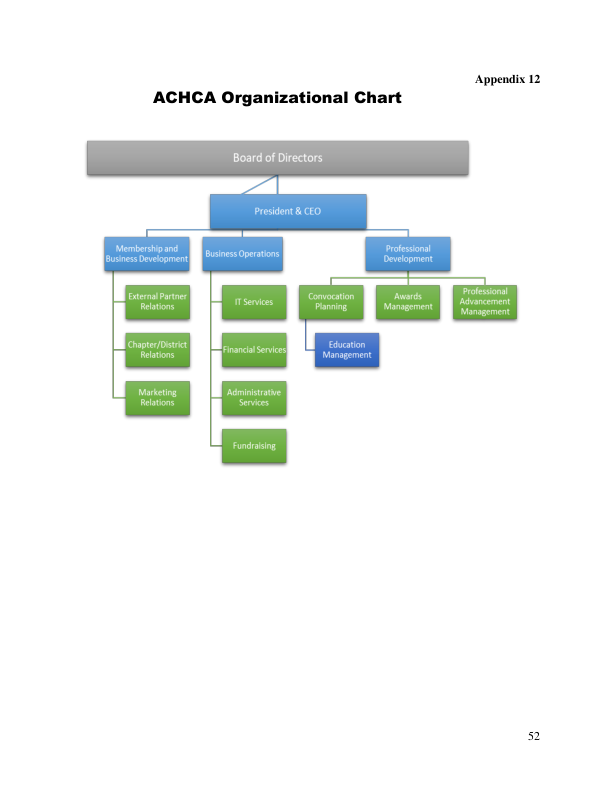 Appendix 12
ACHCA Organizational Chart
Board of Directors
President & CEO
Membership and
Business Development
Business Operations
Professional
Development
External Partner
Relations
IT Services
Convocation
Planning
Awards
Management
Professional
Advancement
Management
Chapter/District
Relations
Financial Services
Education
Management
Marketing
Relations
Administrative
Services
Fundraising
52